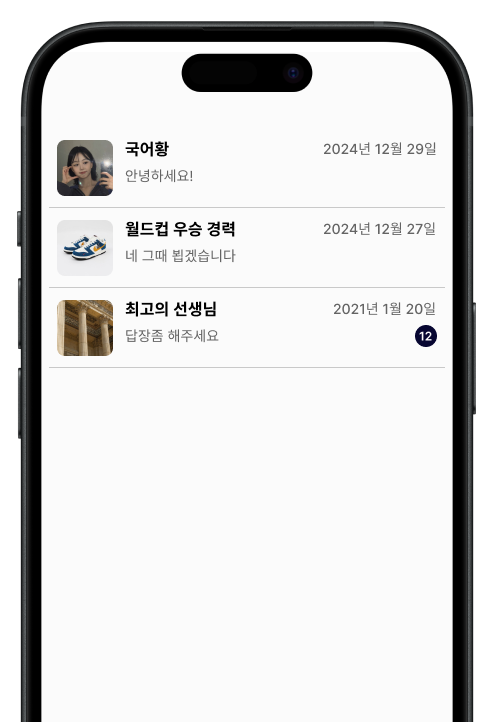 국어황 2024년 12월 29일
안녕하세요!
월드컵 우승 경력 2024년 12월 27일
네 그때 뵙겠습니다
최고의 선생님 2021년 1월 20일
답장좀 해주세요 12